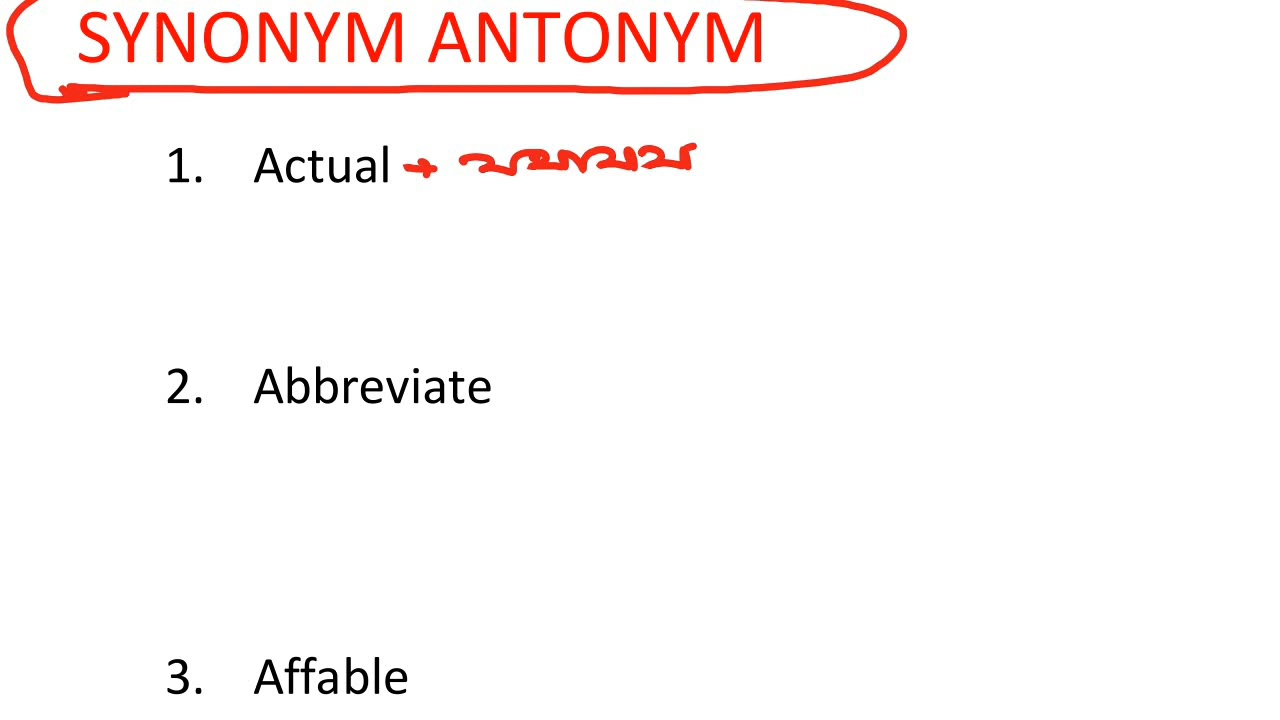 SYNONYM ANTONYM
1. Actual →
2. Abbreviate
3. Affable